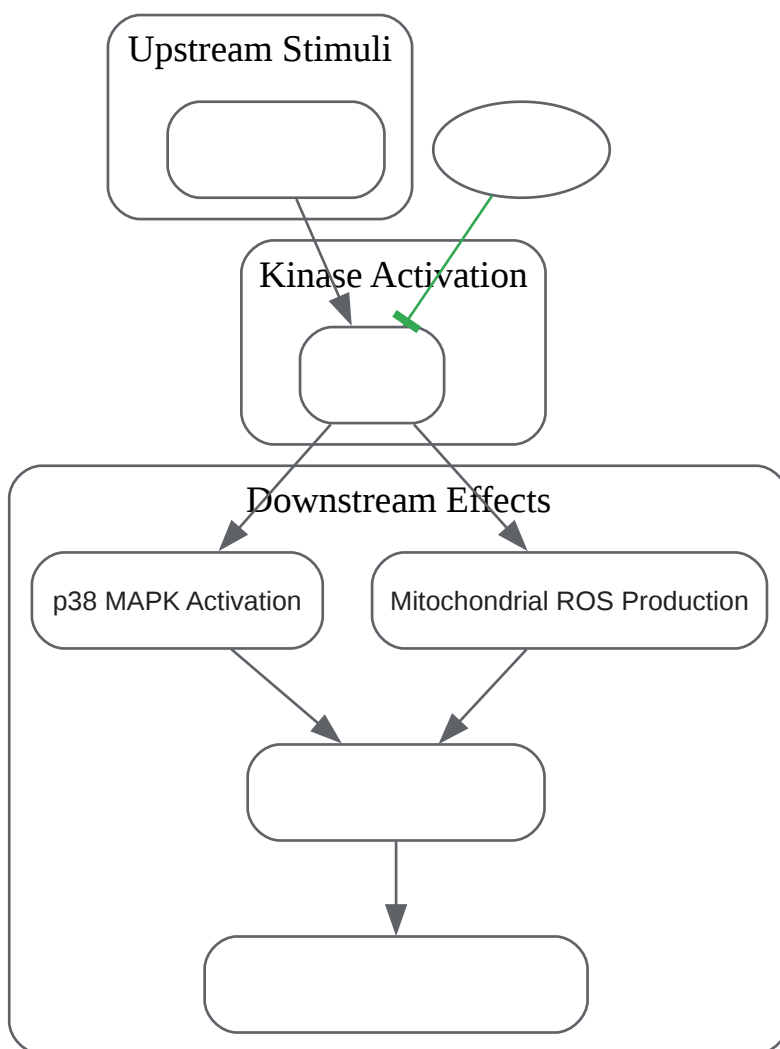 Upstream Stimuli
Kinase Activation
Downstream Effects
p38 MAPK Activation
Mitochondrial ROS Production